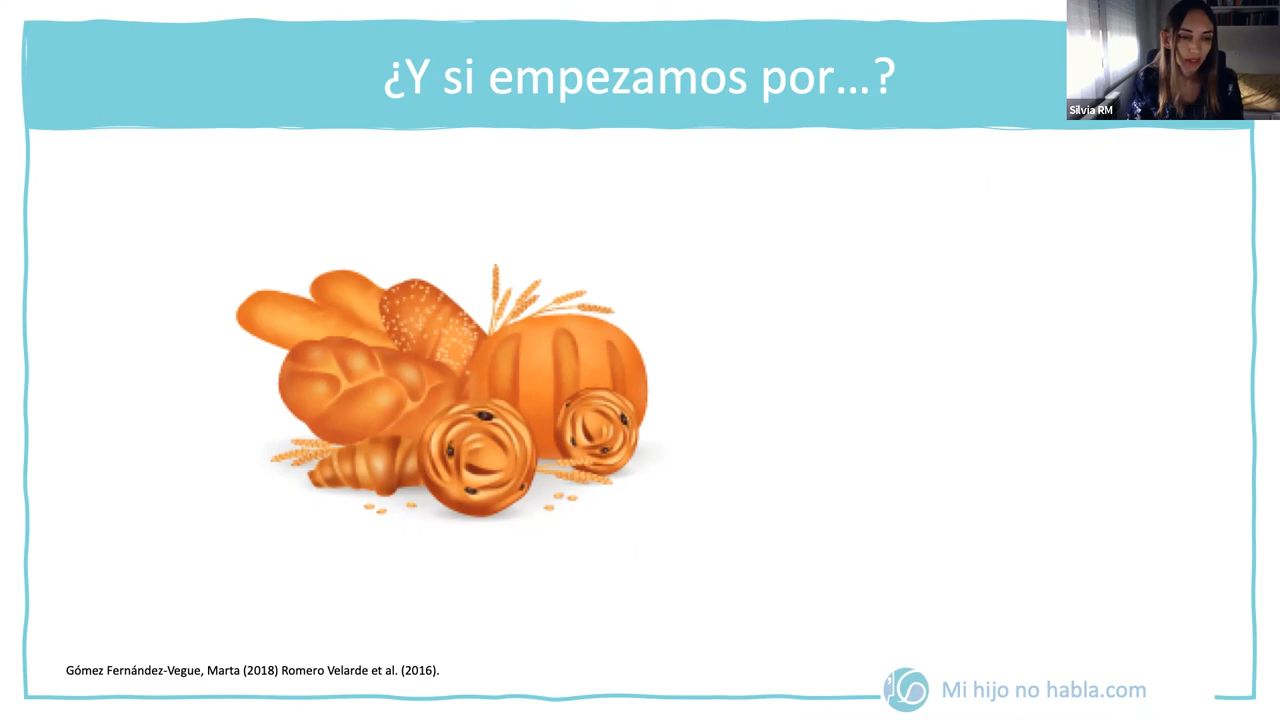 ¿Y si empezamos por...?
Silvia RM
Gómez Fernández-Vegue, Marta (2018) Romero Velarde et al. (2016).
Mi hijo no habla.com